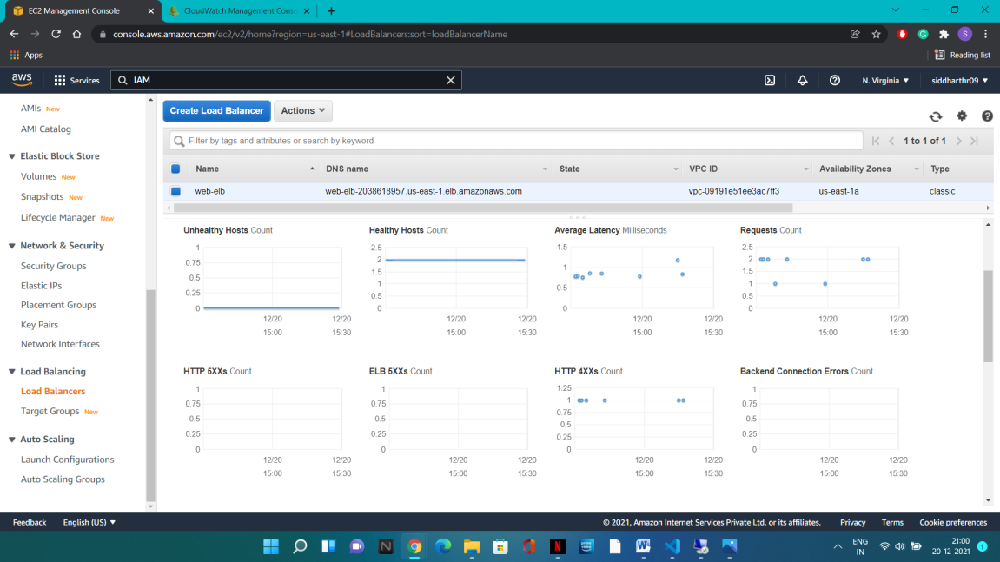 EC2 Management Console
CloudWatch Management Conso
console.aws.amazon.com/ec2/v2/home?region=us-east-1#LoadBalancers:sort=loadBalancerName
S
Apps
Reading list
aws
Services
IAM
N. Virginia
siddharthr09
AMIs New
AMI Catalog
Elastic Block Store
Volumes New
Snapshots New
Lifecycle Manager New
Network & Security
Security Groups
Elastic IPs
Placement Groups
Key Pairs
Network Interfaces
Load Balancing
Load Balancers
Target Groups New
Auto Scaling
Launch Configurations
Auto Scaling Groups
Create Load Balancer
Actions
Filter by tags and attributes or search by keyword
1 to 1 of 1
Name DNS name State VPC ID Availability Zones Type
web-elb web-elb-2038618957.us-east-1.elb.amazonaws.com vpc-09191e51ee3ac7ff3 us-east-1a classic
Unhealthy Hosts Count
1
0.75
0.5
0.25
0
12/20 12/20
15:00 15:30
Healthy Hosts Count
2.5
2
1.5
1
0.5
0
12/20 12/20
15:00 15:30
Average Latency Milliseconds
1.5
1
0.5
0
12/20 12/20
15:00 15:30
Requests Count
2.5
2
1.5
1
0.5
0
12/20 12/20
15:00 15:30
HTTP 5XXs Count
1
0.75
0.5
0.25
0
12/20 12/20
15:00 15:30
ELB 5XXs Count
1
0.75
0.5
0.25
0
12/20 12/20
15:00 15:30
HTTP 4XXs Count
1.25
1
0.75
0.5
0.25
0
12/20 12/20
15:00 15:30
Backend Connection Errors Count
1
0.75
0.5
0.25
0
12/20 12/20
15:00 15:30
Feedback
English (US)
© 2021, Amazon Internet Services Private Ltd. or its affiliates.
Privacy
Terms
Cookie preferences
ENG
IN
21:00
20-12-2021
1